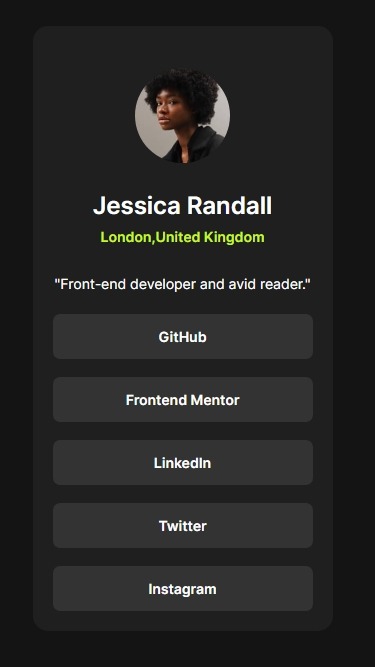 Jessica Randall
London,United Kingdom
"Front-end developer and avid reader."
GitHub
Frontend Mentor
LinkedIn
Twitter
Instagram